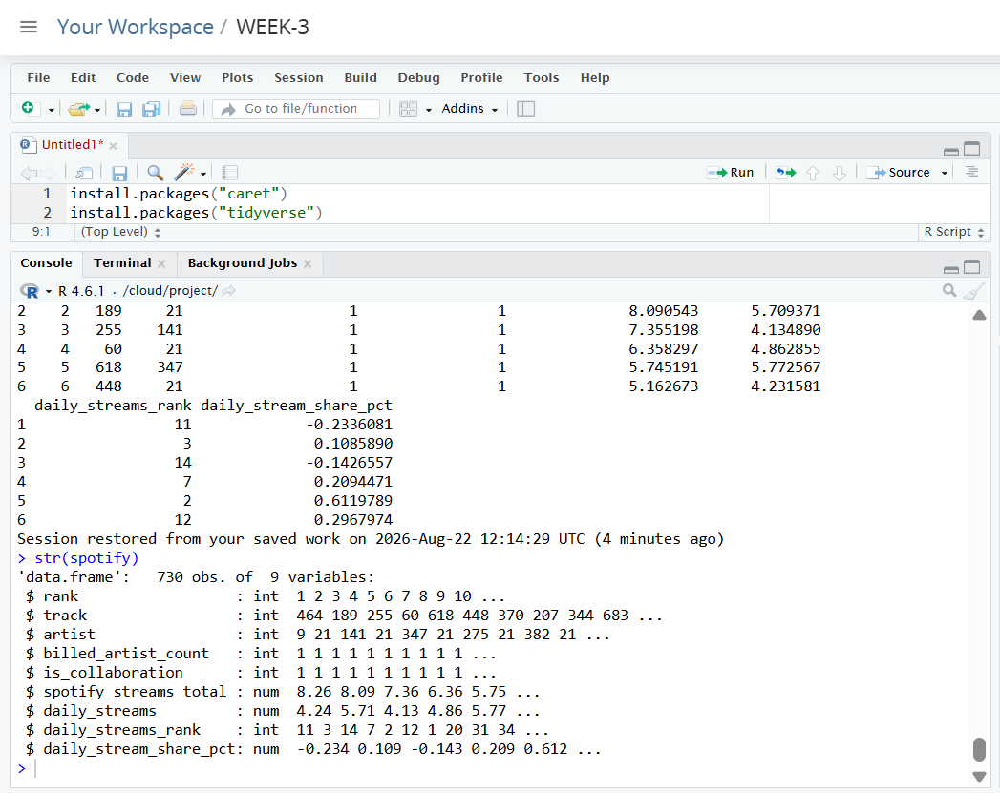 Your Workspace / WEEK-3
File Edit Code View Plots Session Build Debug Profile Tools Help
Go to file/function Addins
Untitled1*
Run Source
1 install.packages("caret")
2 install.packages("tidyverse")
9:1 (Top Level) R Script
Console Terminal Background Jobs
R 4.6.1 . /cloud/project/
2 2 189 21 1 1 8.090543 5.709371
3 3 255 141 1 1 7.355198 4.134890
4 4 60 21 1 1 6.358297 4.862855
5 5 618 347 1 1 5.745191 5.772567
6 6 448 21 1 1 5.162673 4.231581
daily_streams_rank daily_stream_share_pct
1 11 -0.2336081
2 3 0.1085890
3 14 -0.1426557
4 7 0.2094471
5 2 0.6119789
6 12 0.2967974
Session restored from your saved work on 2026-Aug-22 12:14:29 UTC (4 minutes ago)
> str(spotify)
'data.frame': 730 obs. of 9 variables:
$ rank : int 1 2 3 4 5 6 7 8 9 10 ...
$ track : int 464 189 255 60 618 448 370 207 344 683 ...
$ artist : int 9 21 141 21 347 21 275 21 382 21 ...
$ billed_artist_count : int 1 1 1 1 1 1 1 1 1 1 ...
$ is_collaboration : int 1 1 1 1 1 1 1 1 1 1 ...
$ spotify_streams_total : num 8.26 8.09 7.36 6.36 5.75 ...
$ daily_streams : num 4.24 5.71 4.13 4.86 5.77 ...
$ daily_streams_rank : int 11 3 14 7 2 12 1 20 31 34 ...
$ daily_stream_share_pct: num -0.234 0.109 -0.143 0.209 0.612 ...
>